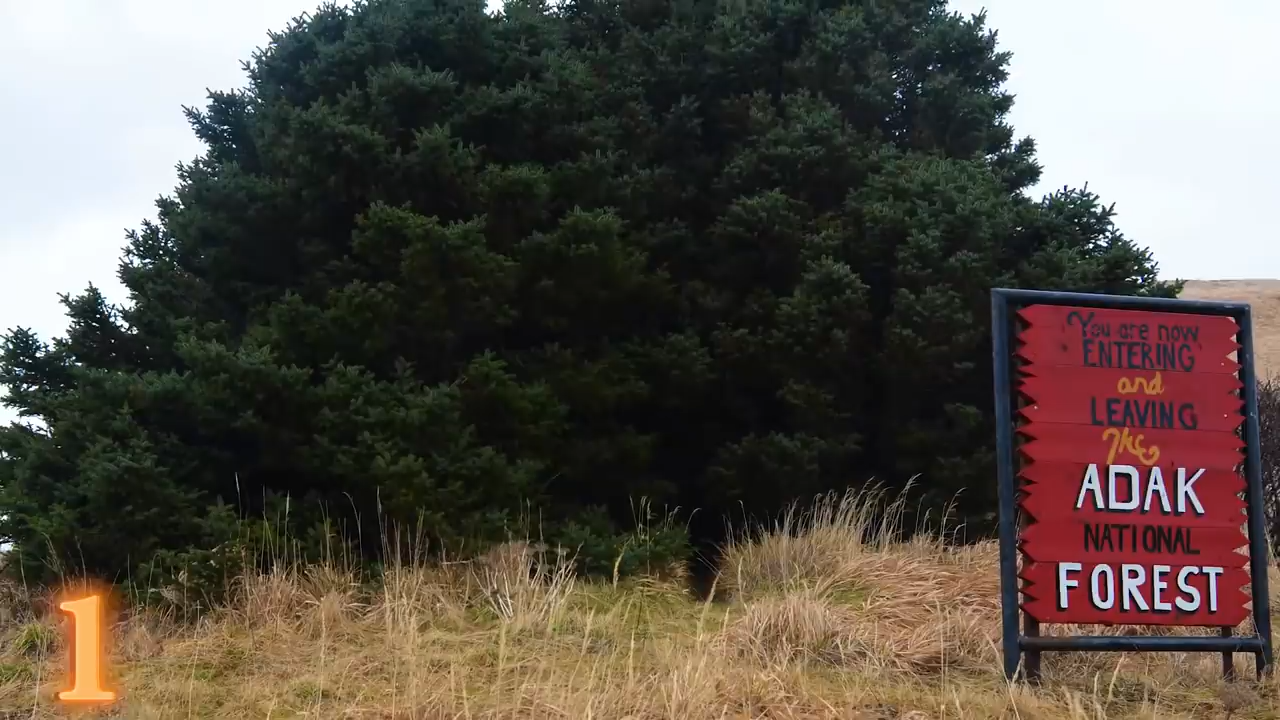 You are now
ENTERING
and
LEAVING
The
ADAK
NATIONAL
FOREST
1